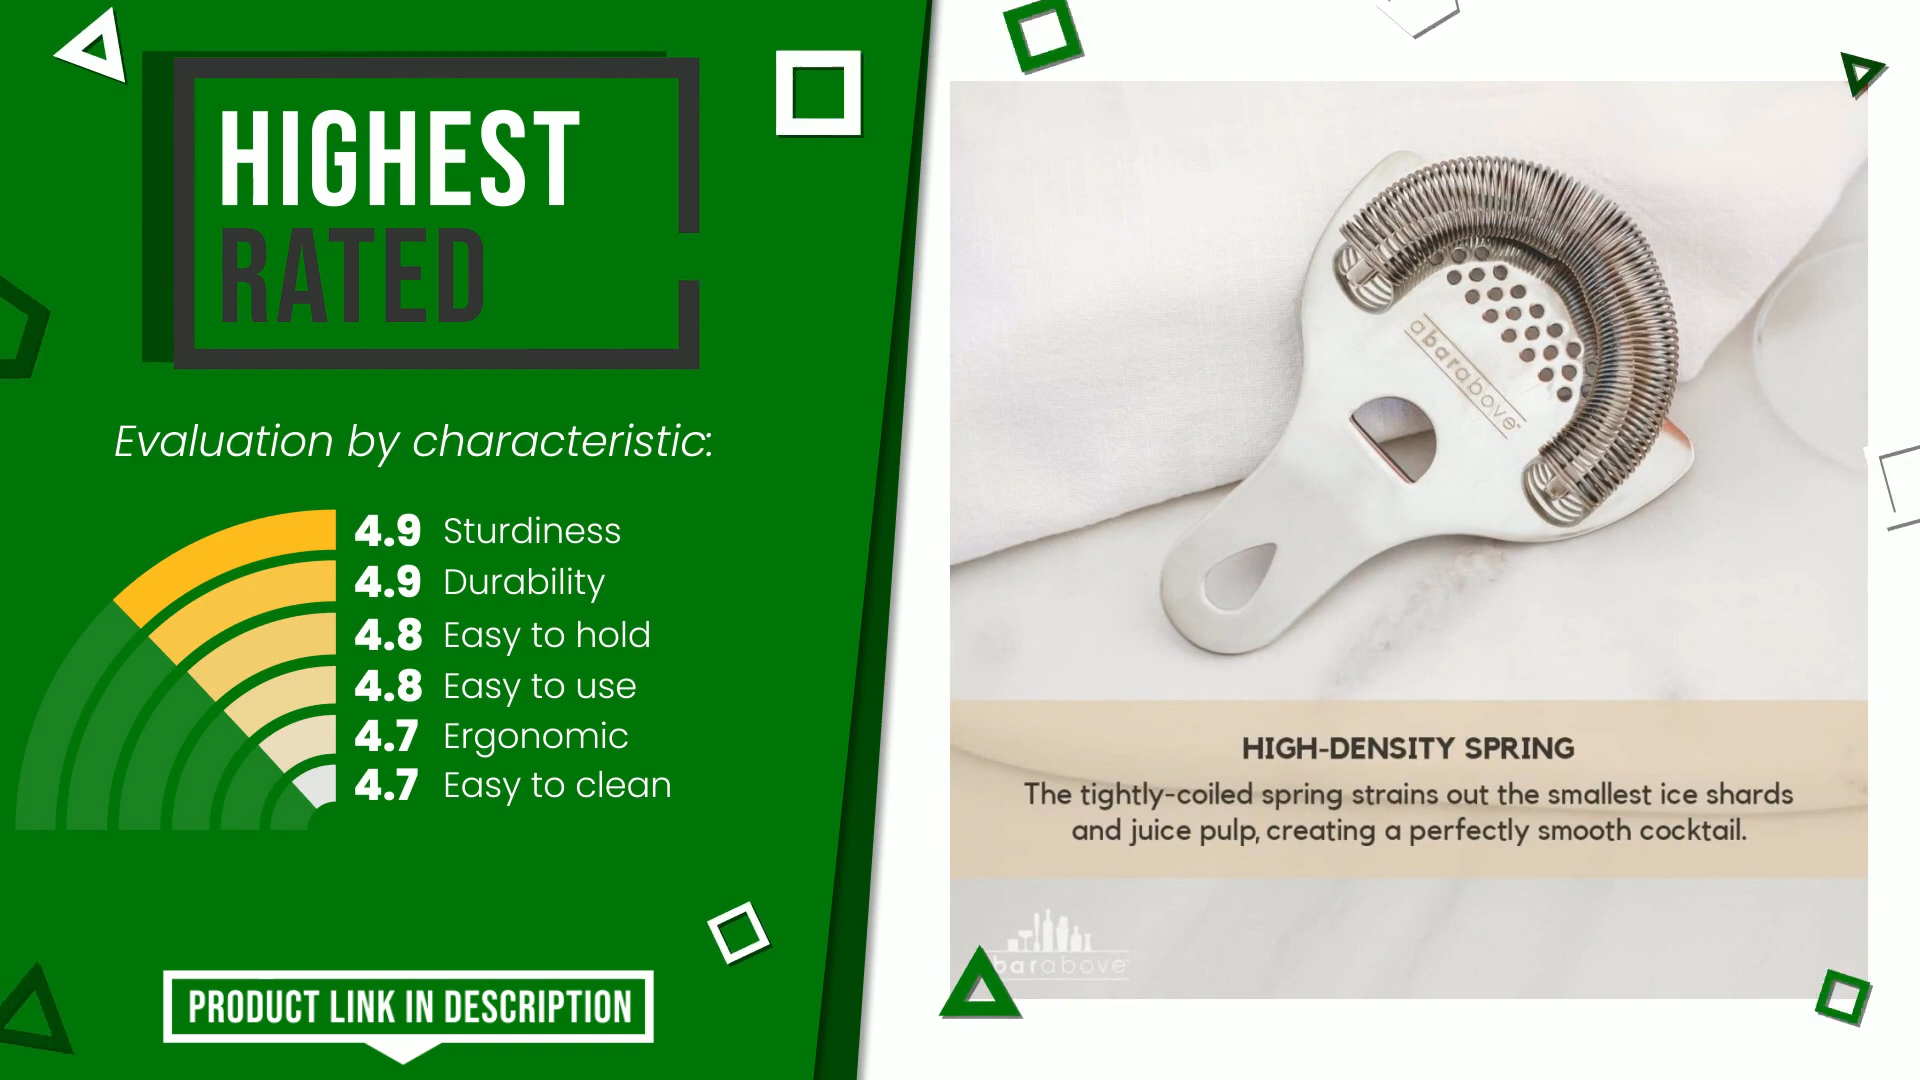 HIGHEST
RATED
Evaluation by characteristic:
4.9 Sturdiness
4.9 Durability
4.8 Easy to hold
4.8 Easy to use
4.7 Ergonomic
4.7 Easy to clean
PRODUCT LINK IN DESCRIPTION
abarabove
HIGH-DENSITY SPRING
The tightly-coiled spring strains out the smallest ice shards
and juice pulp, creating a perfectly smooth cocktail.
barabove